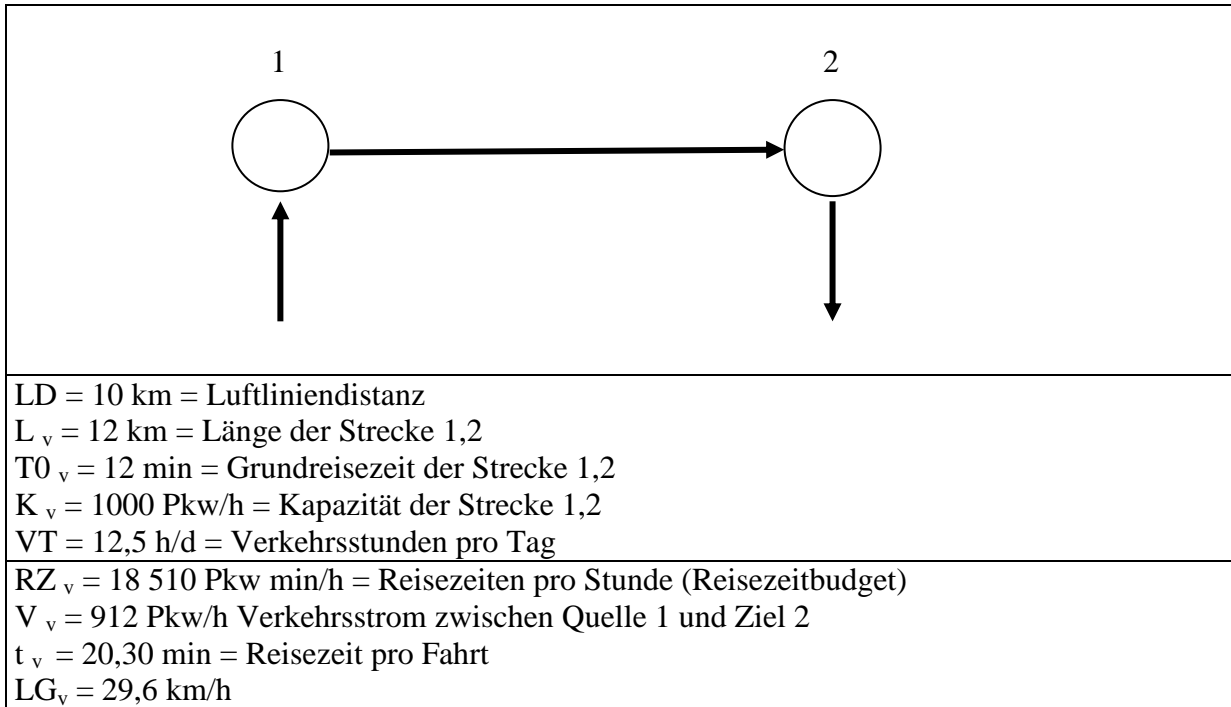 1 2
LD = 10 km = Luftliniendistanz
L v = 12 km = Länge der Strecke 1,2
T0 v = 12 min = Grundreisezeit der Strecke 1,2
K v = 1000 Pkw/h = Kapazität der Strecke 1,2
VT = 12,5 h/d = Verkehrsstunden pro Tag
RZ v = 18 510 Pkw min/h = Reisezeiten pro Stunde (Reisezeitbudget)
V v = 912 Pkw/h Verkehrsstrom zwischen Quelle 1 und Ziel 2
t v = 20,30 min = Reisezeit pro Fahrt
LGv = 29,6 km/h